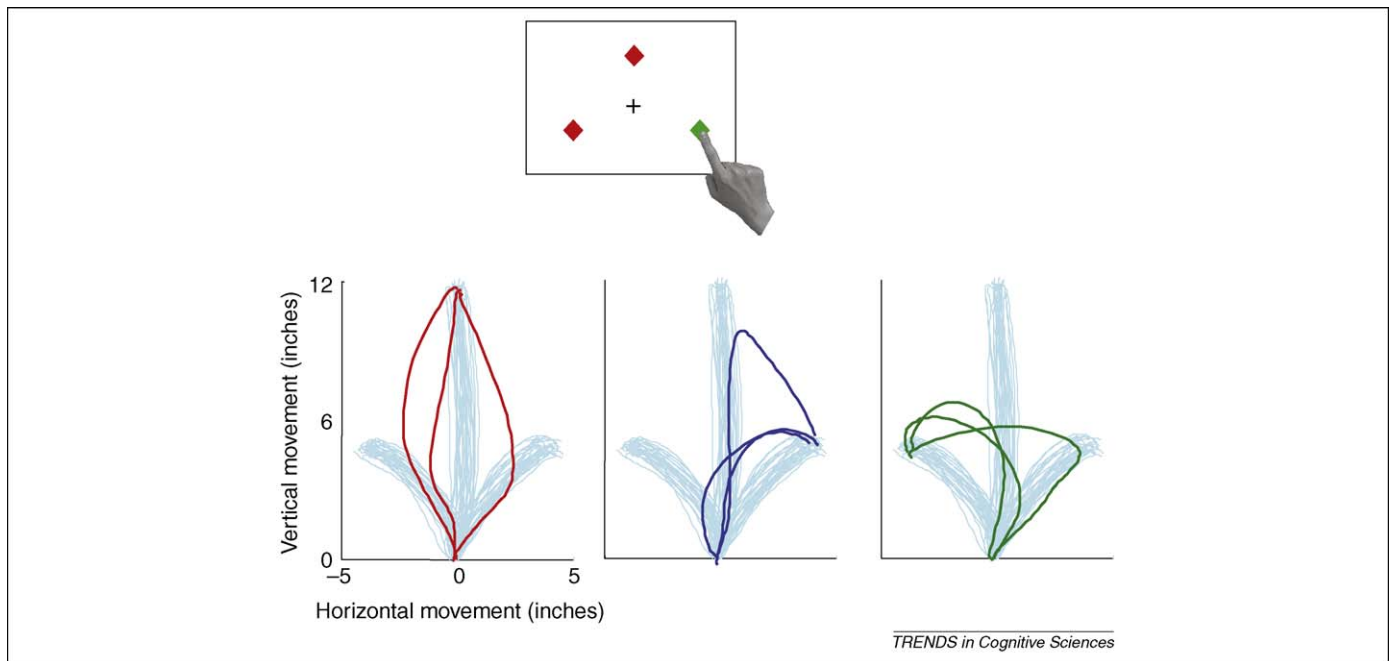 12
6
0
Vertical movement (inches)
–5
0
5
Horizontal movement (inches)
TRENDS in Cognitive Sciences